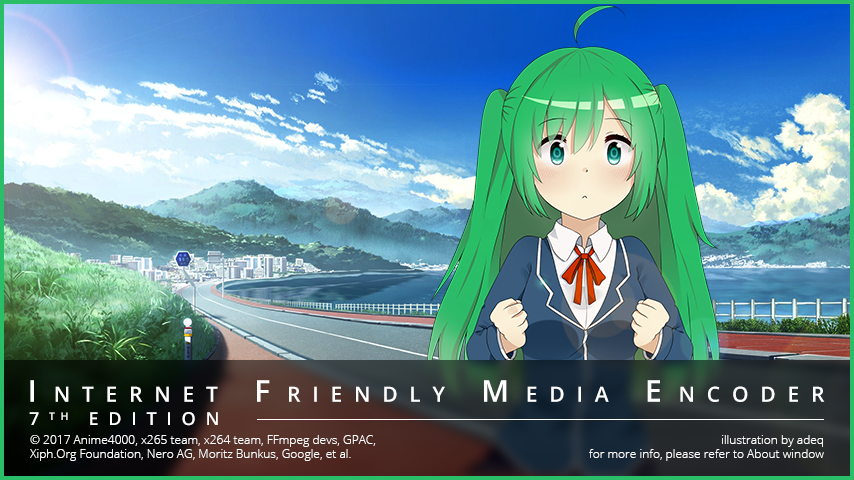 Internet Friendly Media Encoder
7TH EDITION
© 2017 Anime4000, x265 team, x264 team, FFmpeg devs, GPAC,
Xiph.Org Foundation, Nero AG, Moritz Bunkus, Google, et al.
illustration by adeq
for more info, please refer to About window